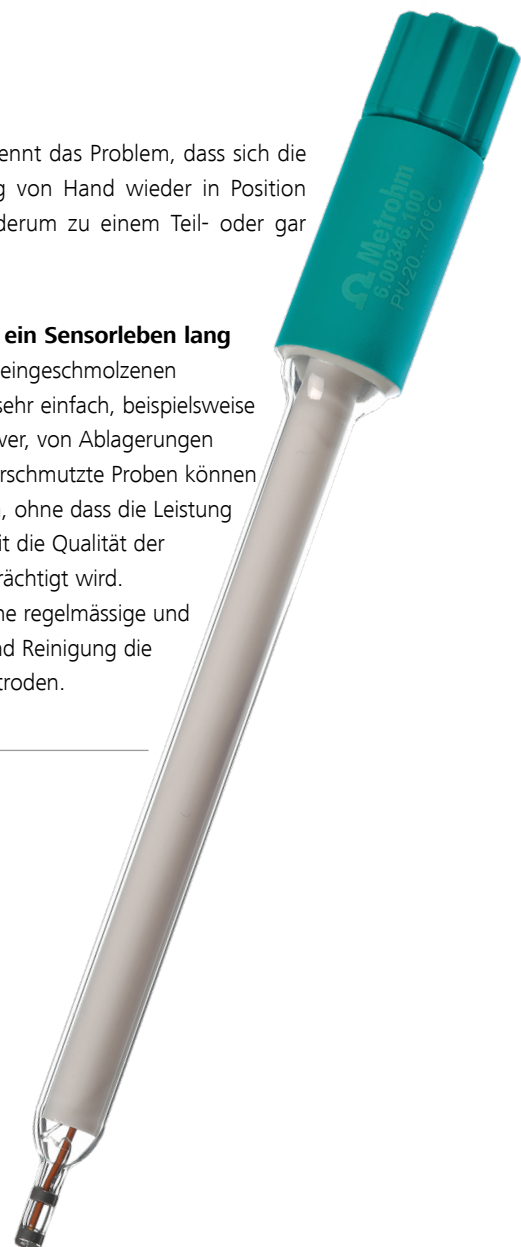 ennt das Problem, dass sich die
g von Hand wieder in Position
derum zu einem Teil- oder gar
ein Sensorleben lang
eingeschmolzenen
sehr einfach, beispielsweise
ver, von Ablagerungen
rschmutzte Proben können
, ohne dass die Leistung
it die Qualität der
rächtigt wird.
ne regelmässige und
nd Reinigung die
troden.
Metrohm
6.00346.100
Pt/-20...70°C